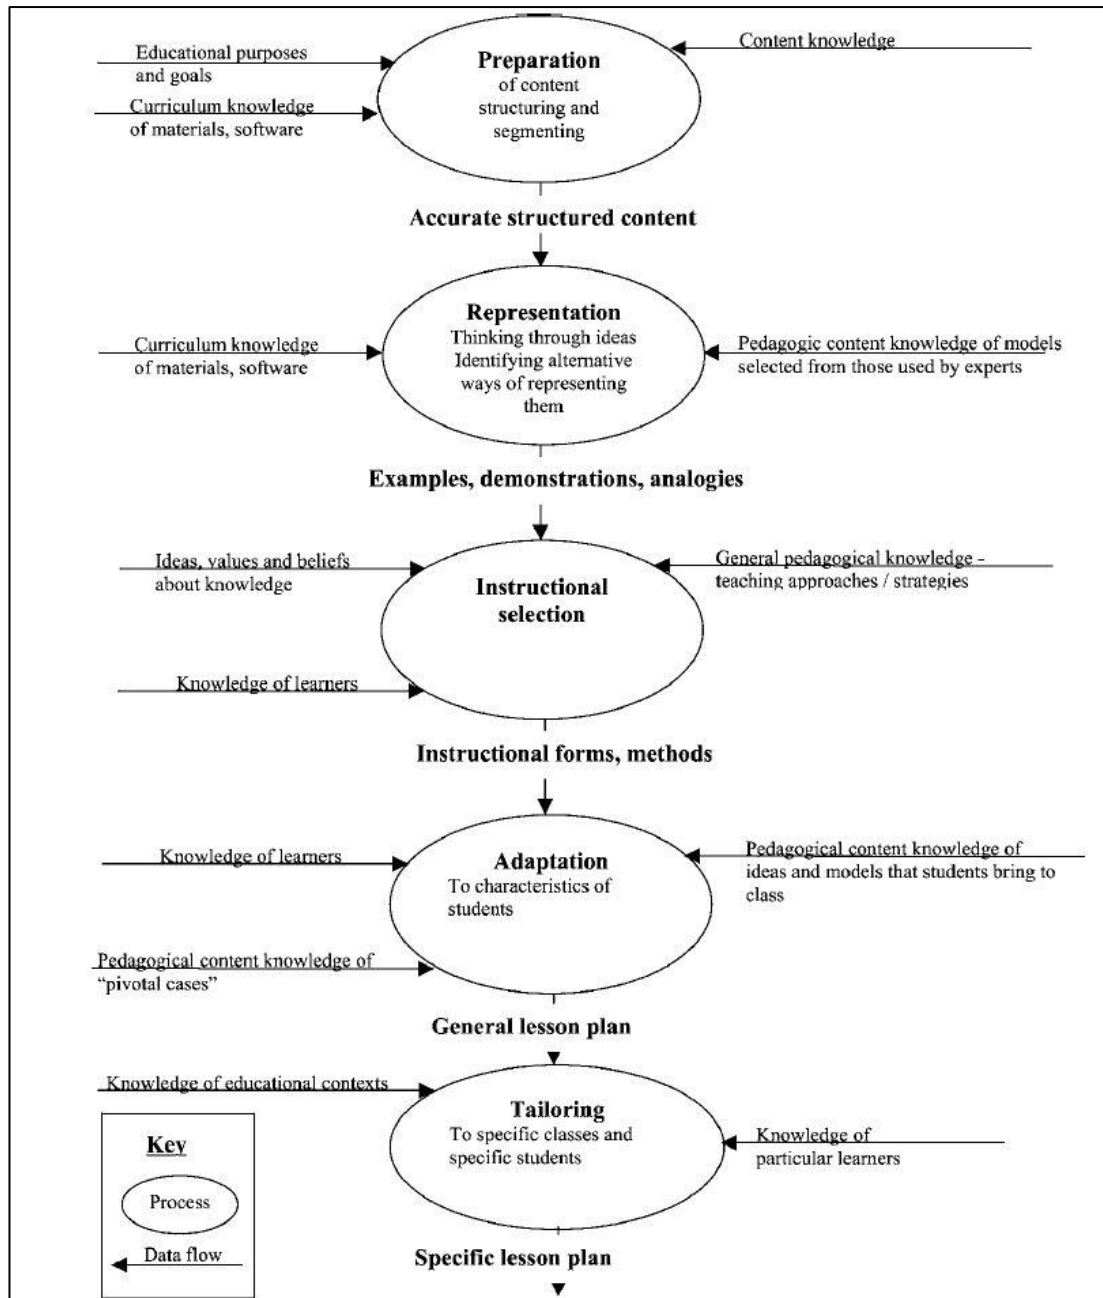 Educational purposes
and goals
Curriculum knowledge
of materials, software
Preparation
of content
structuring and
segmenting
Content knowledge
Accurate structured content
Curriculum knowledge
of materials, software
Representation
Thinking through ideas
Identifying alternative
ways of representing
them
Pedagogic content knowledge of models
selected from those used by experts
Examples, demonstrations, analogies
Ideas, values and beliefs
about knowledge
Knowledge of learners
Instructional
selection
General pedagogical knowledge -
teaching approaches / strategies
Instructional forms, methods
Knowledge of learners
Pedagogical content knowledge of
“pivotal cases”
Adaptation
To characteristics of
students
Pedagogical content knowledge of
ideas and models that students bring to
class
General lesson plan
Knowledge of educational contexts
Tailoring
To specific classes and
specific students
Knowledge of
particular learners
Specific lesson plan
Key
Process
Data flow